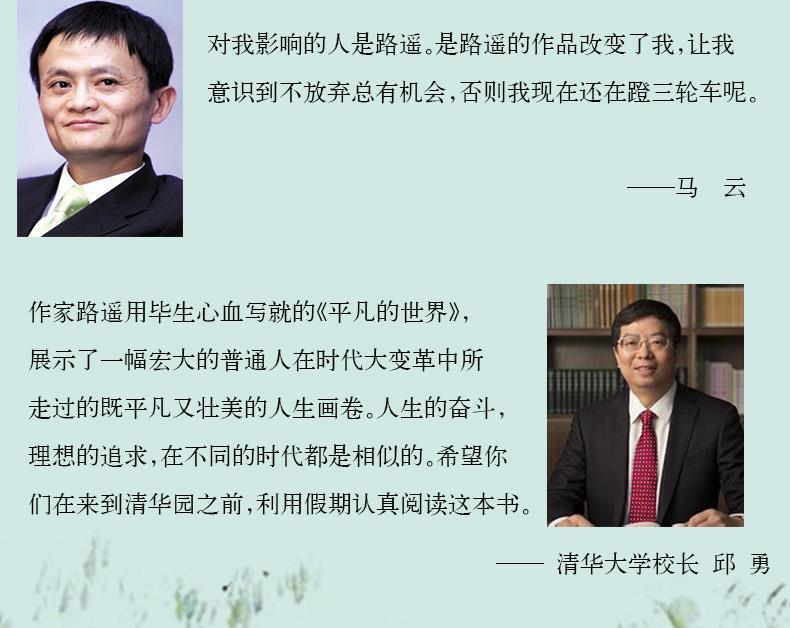 对我影响的人是路遥。是路遥的作品改变了我,让我
意识到不放弃总有机会,否则我现在还在蹬三轮车呢。
——马 云
作家路遥用毕生心血写就的《平凡的世界》,
展示了一幅宏大的普通人在时代大变革中所
走过的既平凡又壮美的人生画卷。人生的奋斗,
理想的追求,在不同的时代都是相似的。希望你
们在来到清华园之前,利用假期认真阅读这本书。
—— 清华大学校长 邱 勇